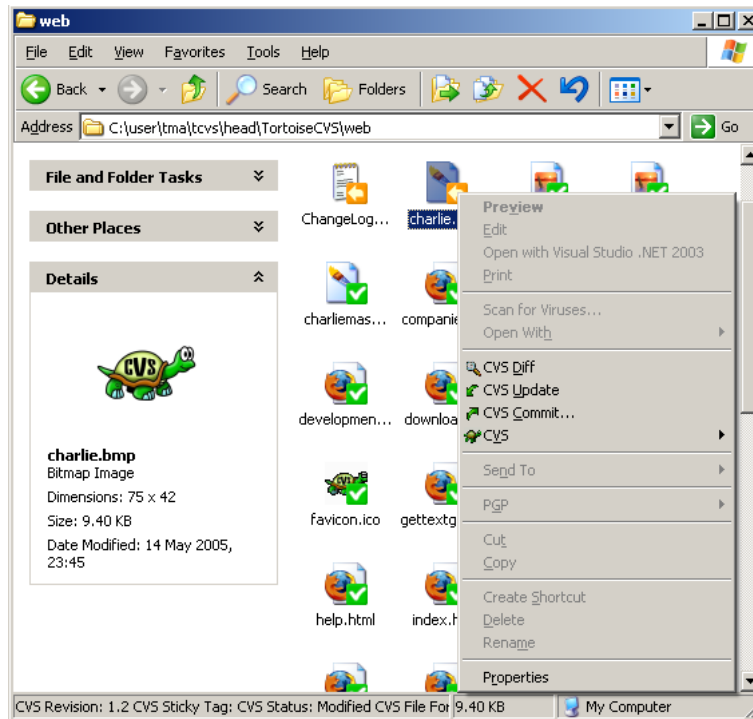 web
File Edit View Favorites Tools Help
Back Search Folders
Address C:\user\tma\tcvs\head\TortoiseCVS\web Go
File and Folder Tasks
Other Places
Details
CVS
charlie.bmp
Bitmap Image
Dimensions: 75 x 42
Size: 9.40 KB
Date Modified: 14 May 2005,
23:45
ChangeLog... charlie.
charliemas... companie
developmen... downloa
favicon.ico gettextg
help.html index.h
Preview
Edit
Open with Visual Studio .NET 2003
Print
Scan for Viruses...
Open With
CVS Diff
CVS Update
CVS Commit...
CVS
Send To
PGP
Cut
Copy
Create Shortcut
Delete
Rename
Properties
CVS Revision: 1.2 CVS Sticky Tag: CVS Status: Modified CVS File For 9.40 KB My Computer